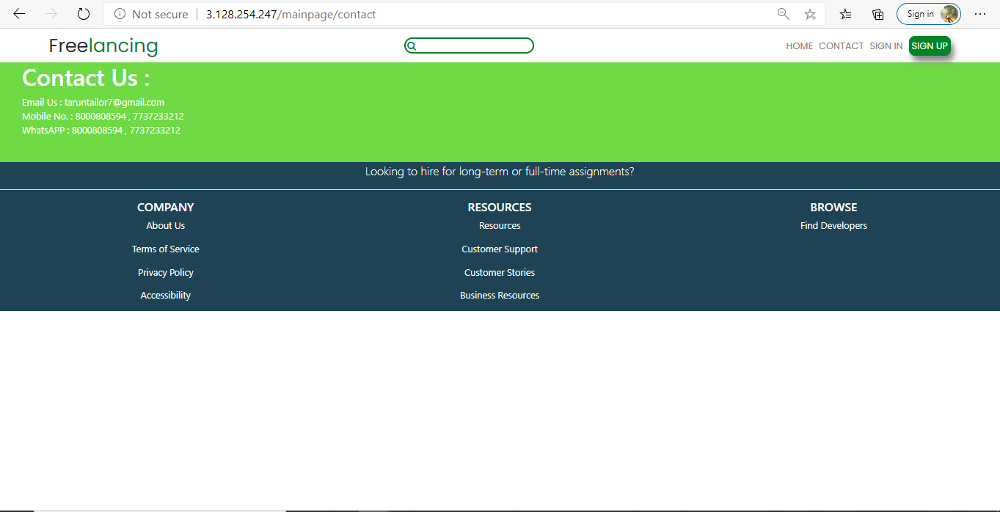 Not secure 3.128.254.247/mainpage/contact Sign in
Freelancing HOME CONTACT SIGN IN SIGN UP
Contact Us :
Email Us : taruntailor7@gmail.com
Mobile No. : 8000808594 , 7737233212
WhatsAPP : 8000808594 , 7737233212
Looking to hire for long-term or full-time assignments?
COMPANY RESOURCES BROWSE
About Us Resources Find Developers
Terms of Service Customer Support
Privacy Policy Customer Stories
Accessibility Business Resources